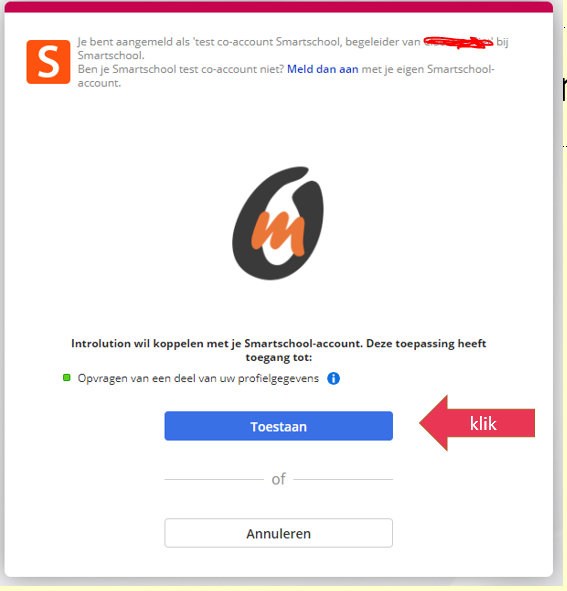 Je bent aangemeld als 'test co-account Smartschool, begeleider van ' bij
Smartschool.
Ben je Smartschool test co-account niet? Meld dan aan met je eigen Smartschool-
account.
S
m
Introlution wil koppelen met je Smartschool-account. Deze toepassing heeft
toegang tot:
Opvragen van een deel van uw profielgegevens i
Toestaan
klik
of
Annuleren